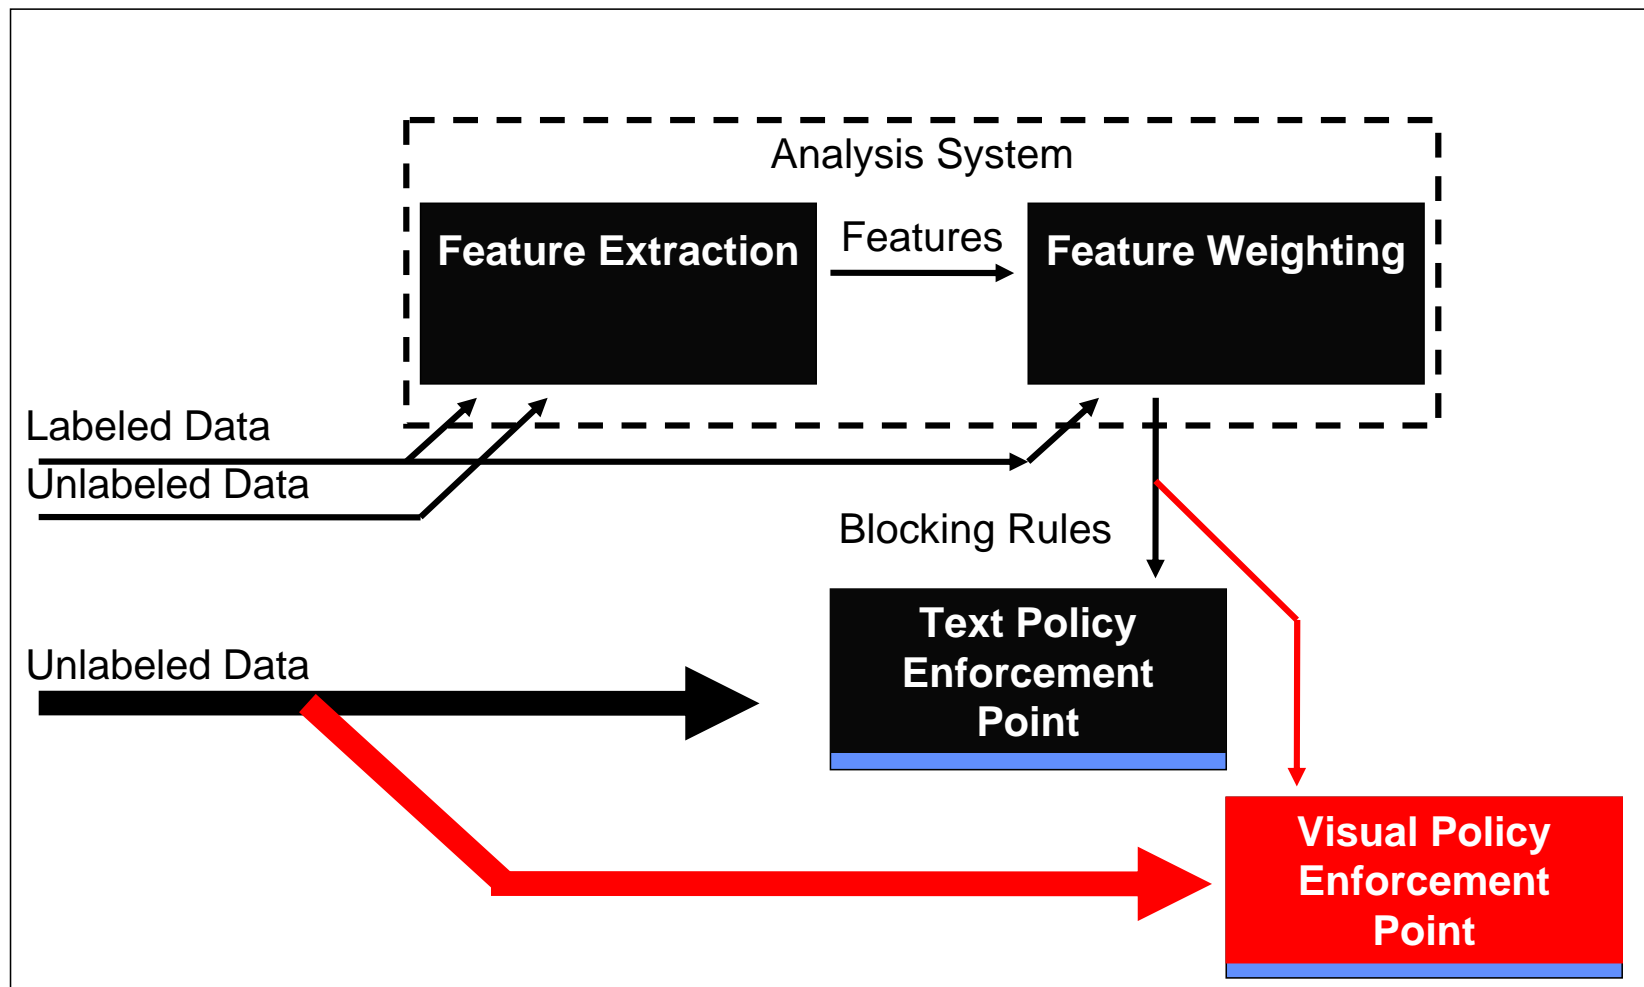 Analysis System
Feature Extraction
Features
Feature Weighting
Labeled Data
Unlabeled Data
Blocking Rules
Text Policy
Enforcement
Point
Unlabeled Data
Visual Policy
Enforcement
Point